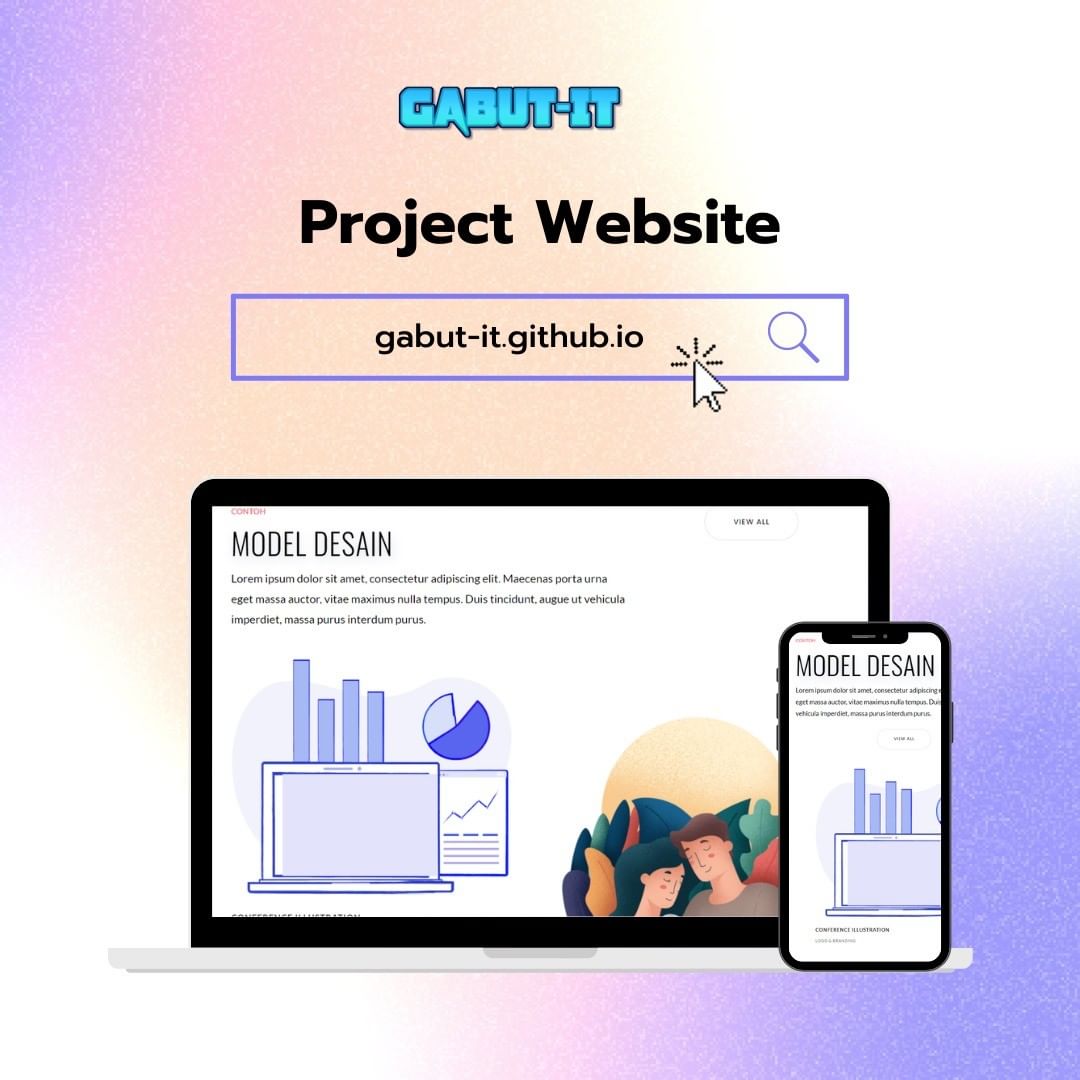 GABUT-IT
Project Website
gabut-it.github.io
CONTOH
MODEL DESAIN
VIEW ALL
Lorem ipsum dolor sit amet, consectetur adipiscing elit. Maecenas porta urna
eget massa auctor, vitae maximus nulla tempus. Duis tincidunt, augue ut vehicula
imperdiet, massa purus interdum purus.
CONFERENCE ILLUSTRATION
CONTOH
MODEL DESAIN
Lorem ipsum dolor sit amet, consectetur adipiscing
eget massa auctor, vitae maximus nulla tempus.
vehicula imperdiet, massa purus interdum purus.
VIEW ALL
CONFERENCE ILLUSTRATION
LOGO & BRANDING